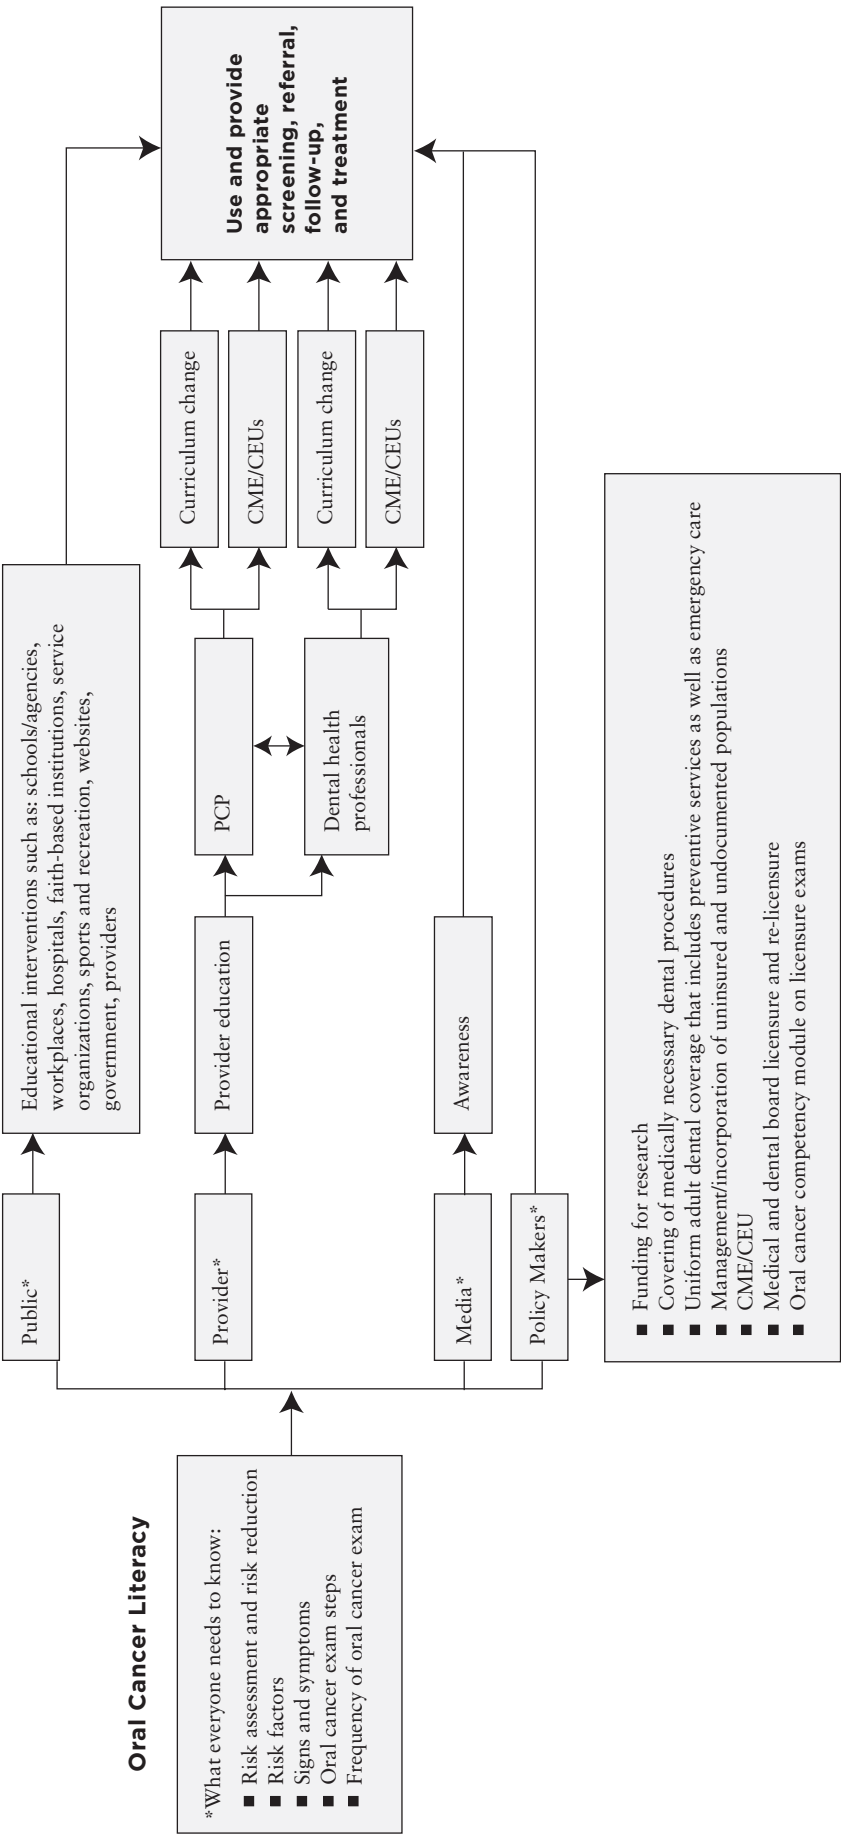 Oral Cancer Literacy
*What everyone needs to know:
■ Risk assessment and risk reduction
■ Risk factors
■ Signs and symptoms
■ Oral cancer exam steps
■ Frequency of oral cancer exam
Public*
Educational interventions such as: schools/agencies,
workplaces, hospitals, faith-based institutions, service
organizations, sports and recreation, websites,
government, providers
Provider*
Provider education
PCP
Dental health
professionals
Curriculum change
CME/CEUs
Curriculum change
CME/CEUs
Use and provide
appropriate
screening, referral,
follow-up,
and treatment
Media*
Awareness
Policy Makers*
■ Funding for research
■ Covering of medically necessary dental procedures
■ Uniform adult dental coverage that includes preventive services as well as emergency care
■ Management/incorporation of uninsured and undocumented populations
■ CME/CEU
■ Medical and dental board licensure and re-licensure
■ Oral cancer competency module on licensure exams